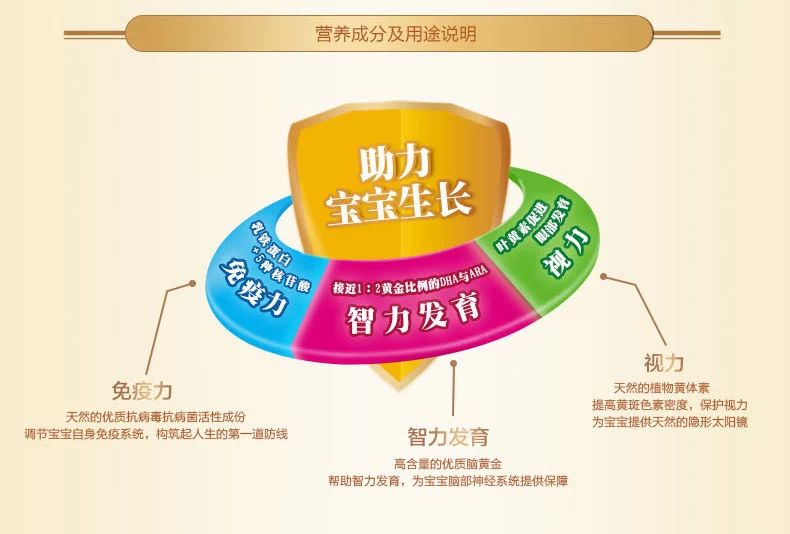 营养成分及用途说明
助力
宝宝生长
乳铁蛋白
+5种核苷酸
免疫力
接近1:2黄金比例的DHA与ARA
智力发育
叶黄素促进
眼部发育
视力
免疫力
天然的优质抗病毒抗病菌活性成份
调节宝宝自身免疫系统，构筑起人生的第一道防线
智力发育
高含量的优质脑黄金
帮助智力发育，为宝宝脑部神经系统提供保障
视力
天然的植物黄体素
提高黄斑色素密度，保护视力
为宝宝提供天然的隐形太阳镜